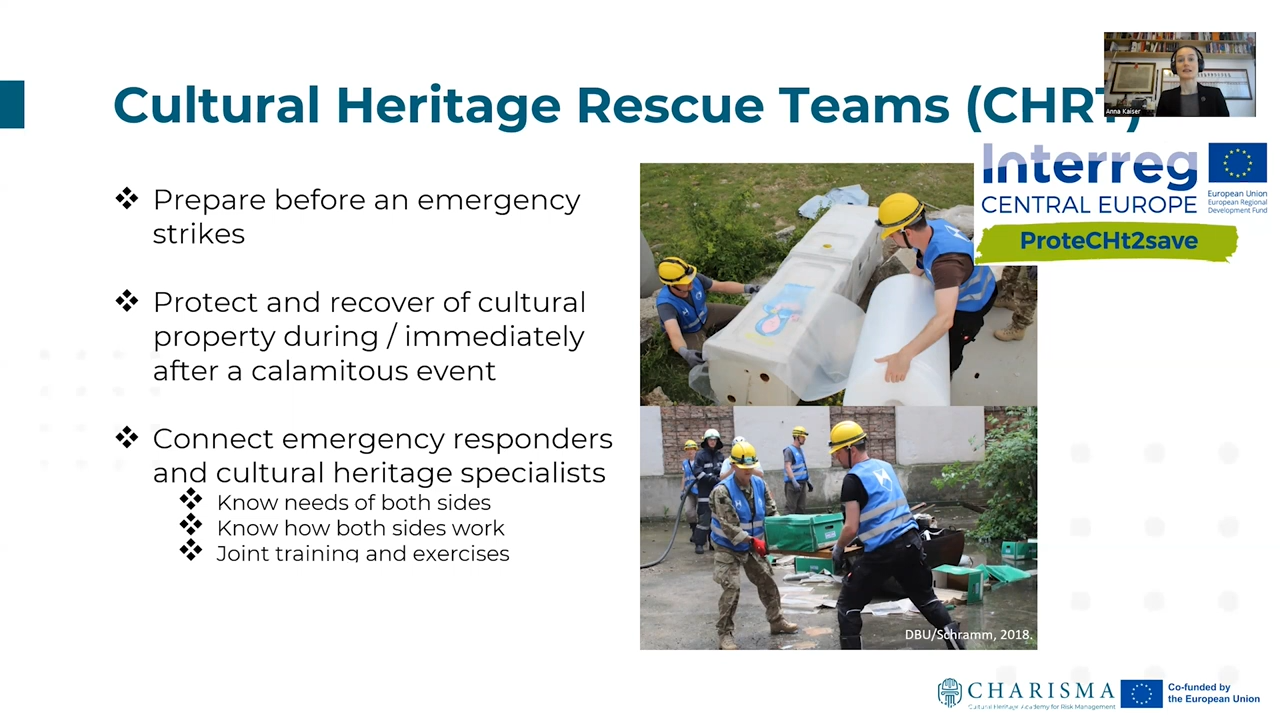 Cultural Heritage Rescue Teams (CHRT)
Anna Kaiser
Interreg
CENTRAL EUROPE
European Union
European Regional
Development Fund
ProteCHt2save
Prepare before an emergency
strikes
Protect and recover of cultural
property during / immediately
after a calamitous event
Connect emergency responders
and cultural heritage specialists
Know needs of both sides
Know how both sides work
Joint training and exercises
DBU/Schramm, 2018.
CHARISMA
Cultural Heritage Academy for Risk Management
Co-funded by
the European Union